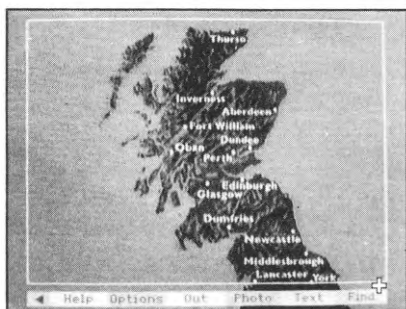 Thurso
Inverness
Aberdeen
Fort William
Dundee
Oban
Perth
Edinburgh
Glasgow
Dumfries
Newcastle
Middlesbrough
Lancaster York
◄ Help Options Out Photo Text Find